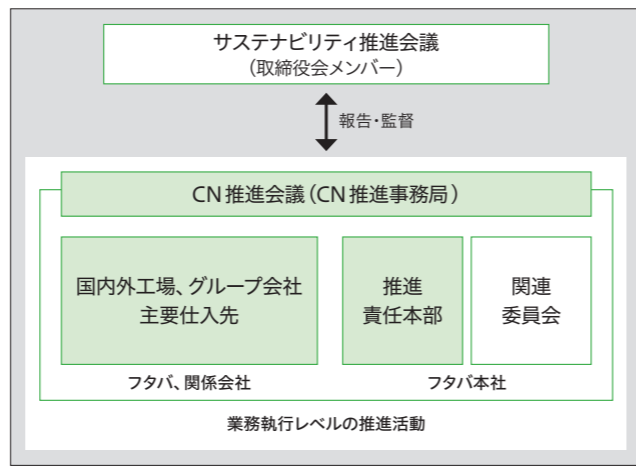 サステナビリティ推進会議
（取締役会メンバー）
報告・監督
CN推進会議（CN推進事務局）
国内外工場、グループ会社
主要仕入先
推進
責任本部
関連
委員会
フタバ、関係会社
フタバ本社
業務執行レベルの推進活動